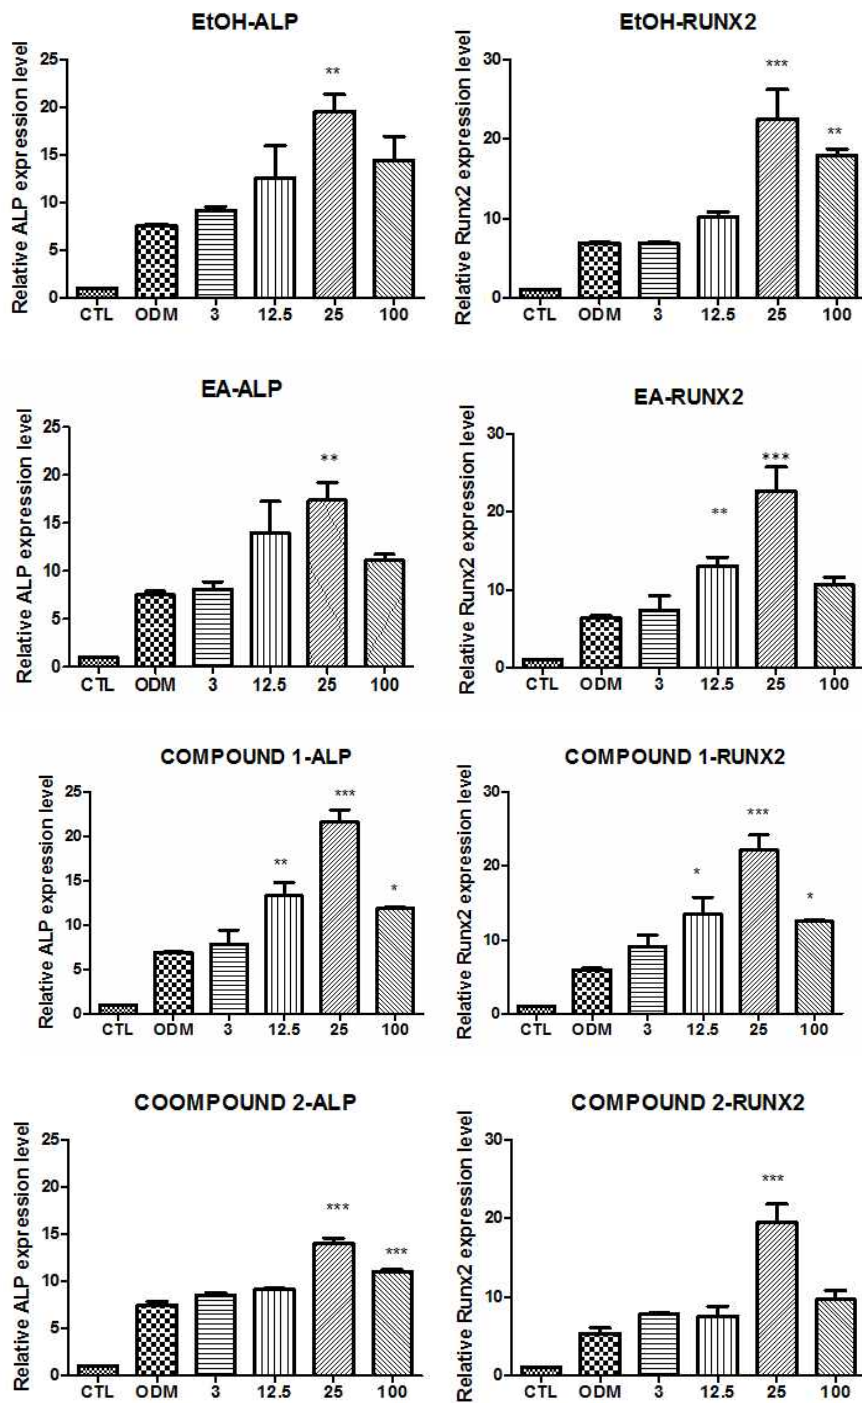 EtOH-ALP
Relative ALP expression level
25
20
15
10
5
0
**
CTL ODM 3 12.5 25 100
EtOH-RUNX2
Relative Runx2 expression level
30
20
10
0
***
**
CTL ODM 3 12.5 25 100
EA-ALP
Relative ALP expression level
25
20
15
10
5
0
**
CTL ODM 3 12.5 25 100
EA-RUNX2
Relative Runx2 expression level
30
20
10
0
***
**
CTL ODM 3 12.5 25 100
COMPOUND 1-ALP
Relative ALP expression level
25
20
15
10
5
0
***
**
*
CTL ODM 3 12.5 25 100
COMPOUND 1-RUNX2
Relative Runx2 expression level
30
20
10
0
***
*
*
CTL ODM 3 12.5 25 100
COOMPOUND 2-ALP
Relative ALP expression level
25
20
15
10
5
0
***
***
CTL ODM 3 12.5 25 100
COMPOUND 2-RUNX2
Relative Runx2 expression level
30
20
10
0
***
CTL ODM 3 12.5 25 100